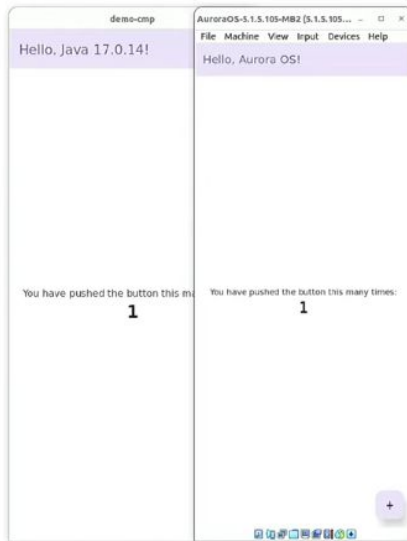 demo-cmp
Hello, Java 17.0.14!
You have pushed the button this ma
1
AuroraOS-5.1.5.105-MB2 (5.1.5.105...
File Machine View Input Devices Help
Hello, Aurora OS!
You have pushed the button this many times:
1
+